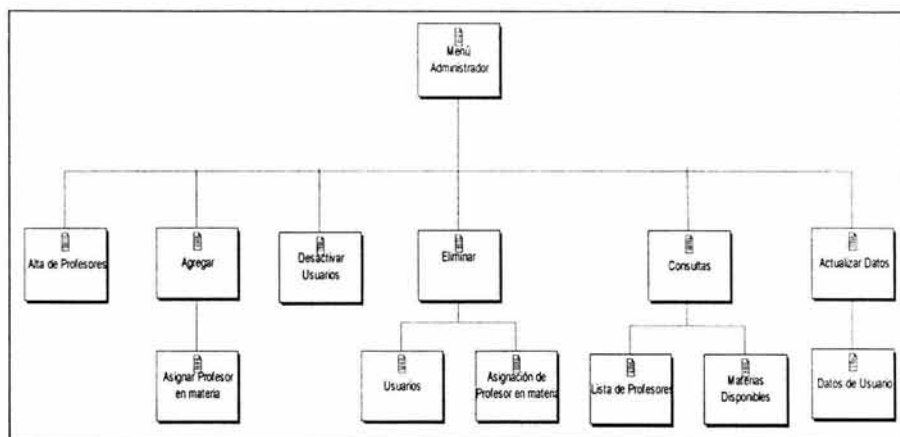 Menú
Administrador
Alta de Profesores
Agregar
Desactivar
Usuarios
Eliminar
Consultas
Actualizar Datos
Asignar Profesor
en materia
Usuarios
Asignación de
Profesor en materia
Lista de Profesores
Materias
Disponibles
Datos de Usuario